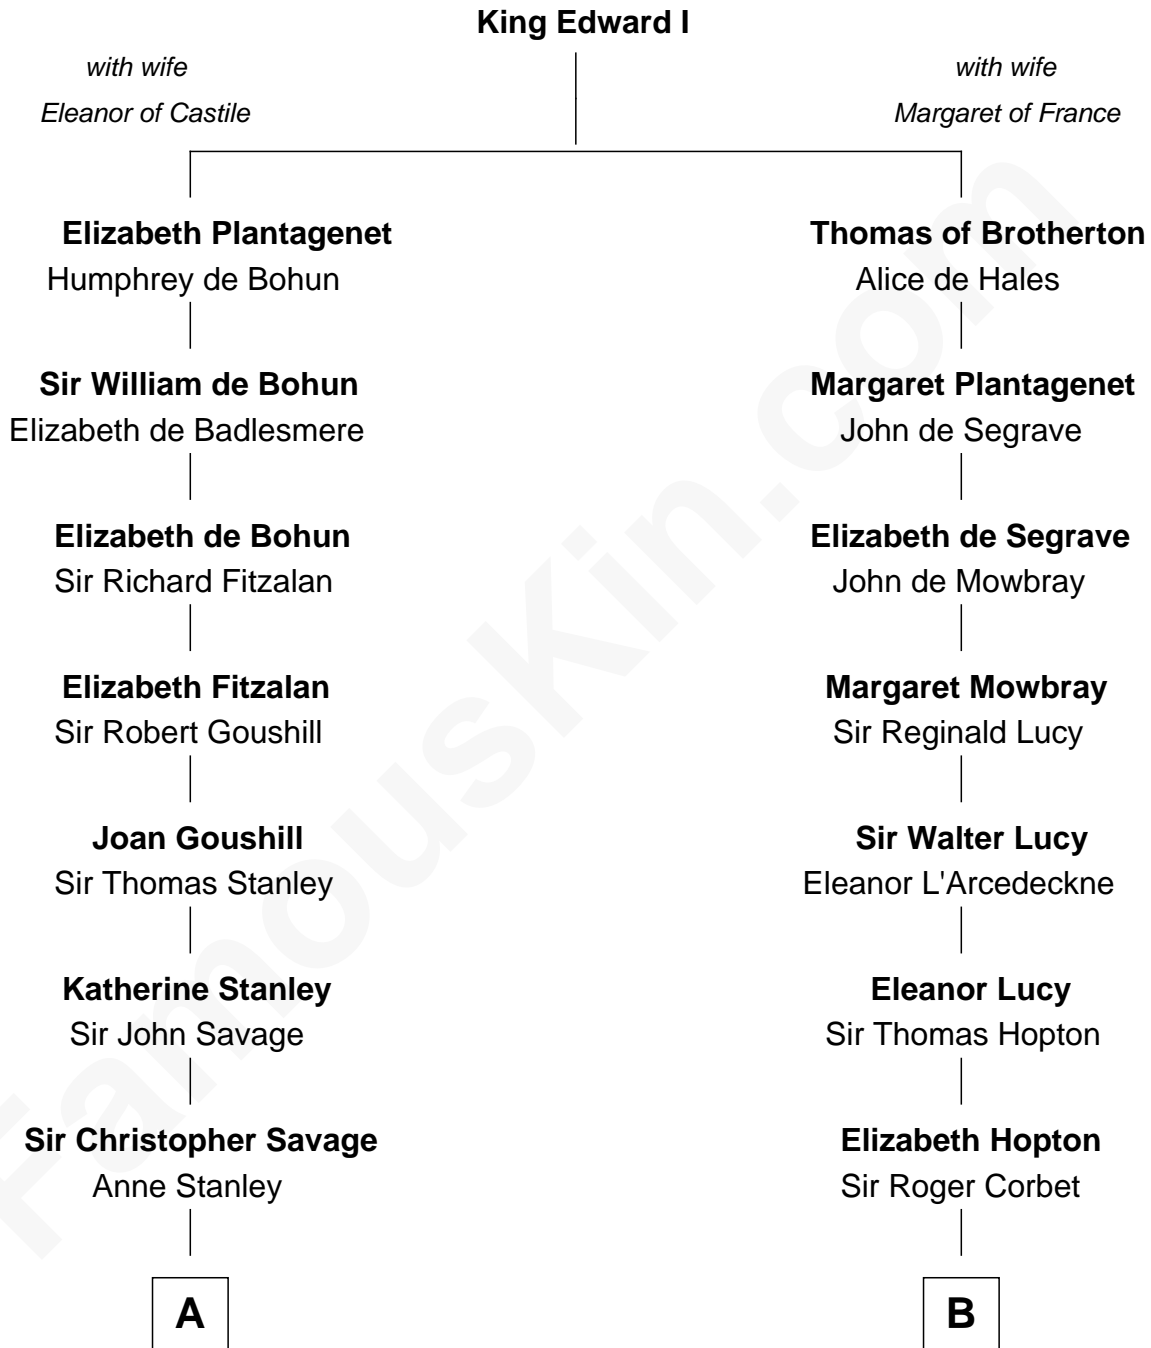 King Edward I
with wife
Eleanor of Castile
with wife
Margaret of France
Elizabeth Plantagenet
Humphrey de Bohun
Thomas of Brotherton
Alice de Hales
Sir William de Bohun
Elizabeth de Badlesmere
Margaret Plantagenet
John de Segrave
Elizabeth de Bohun
Sir Richard Fitzalan
Elizabeth de Segrave
John de Mowbray
Elizabeth Fitzalan
Sir Robert Goushill
Margaret Mowbray
Sir Reginald Lucy
Joan Goushill
Sir Thomas Stanley
Sir Walter Lucy
Eleanor L'Arcedeckne
Katherine Stanley
Sir John Savage
Eleanor Lucy
Sir Thomas Hopton
Sir Christopher Savage
Anne Stanley
Elizabeth Hopton
Sir Roger Corbet
A
B
FamousKin.com